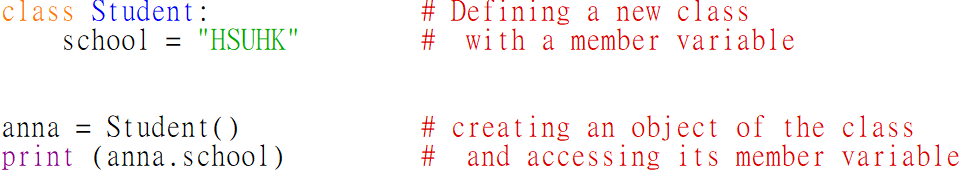 class Student:                # Defining a new class
    school = "HSUHK"          #  with a member variable
anna = Student()              # creating an object of the class
print (anna.school)           #  and accessing its member variable